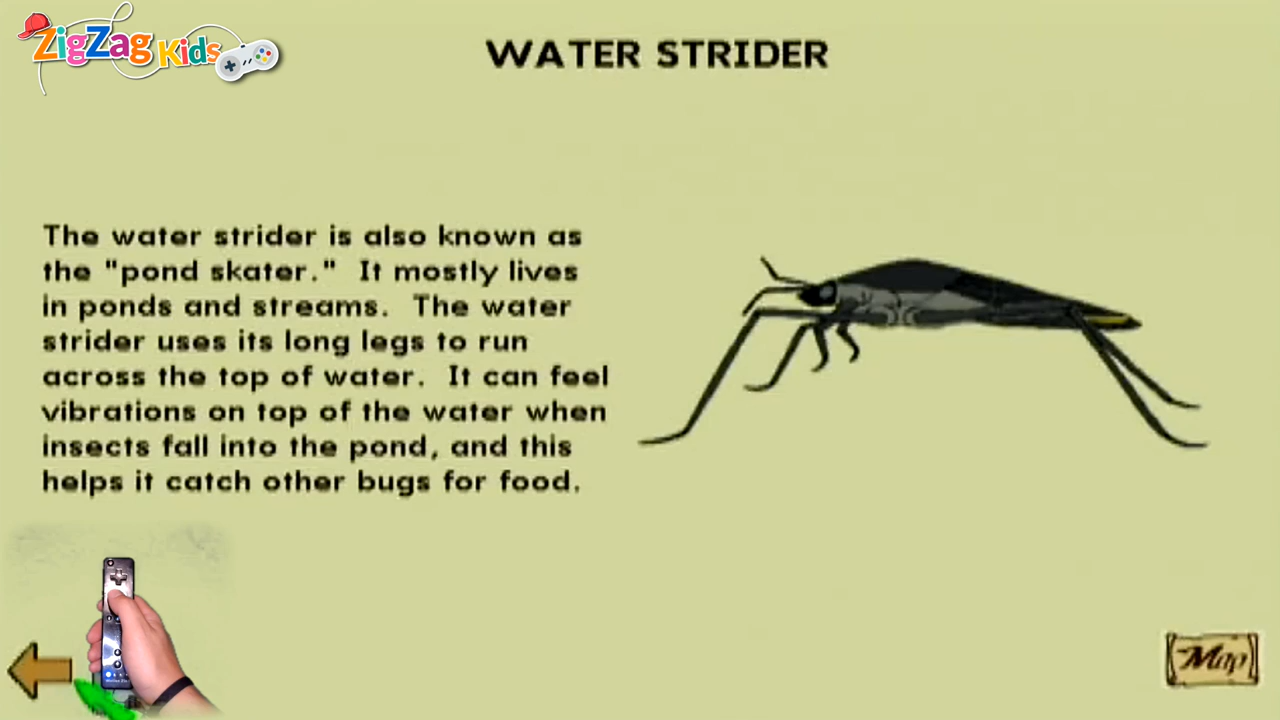 ZigZag Kids
WATER STRIDER
The water strider is also known as
the "pond skater."  It mostly lives
in ponds and streams.  The water
strider uses its long legs to run
across the top of water.  It can feel
vibrations on top of the water when
insects fall into the pond, and this
helps it catch other bugs for food.
Map